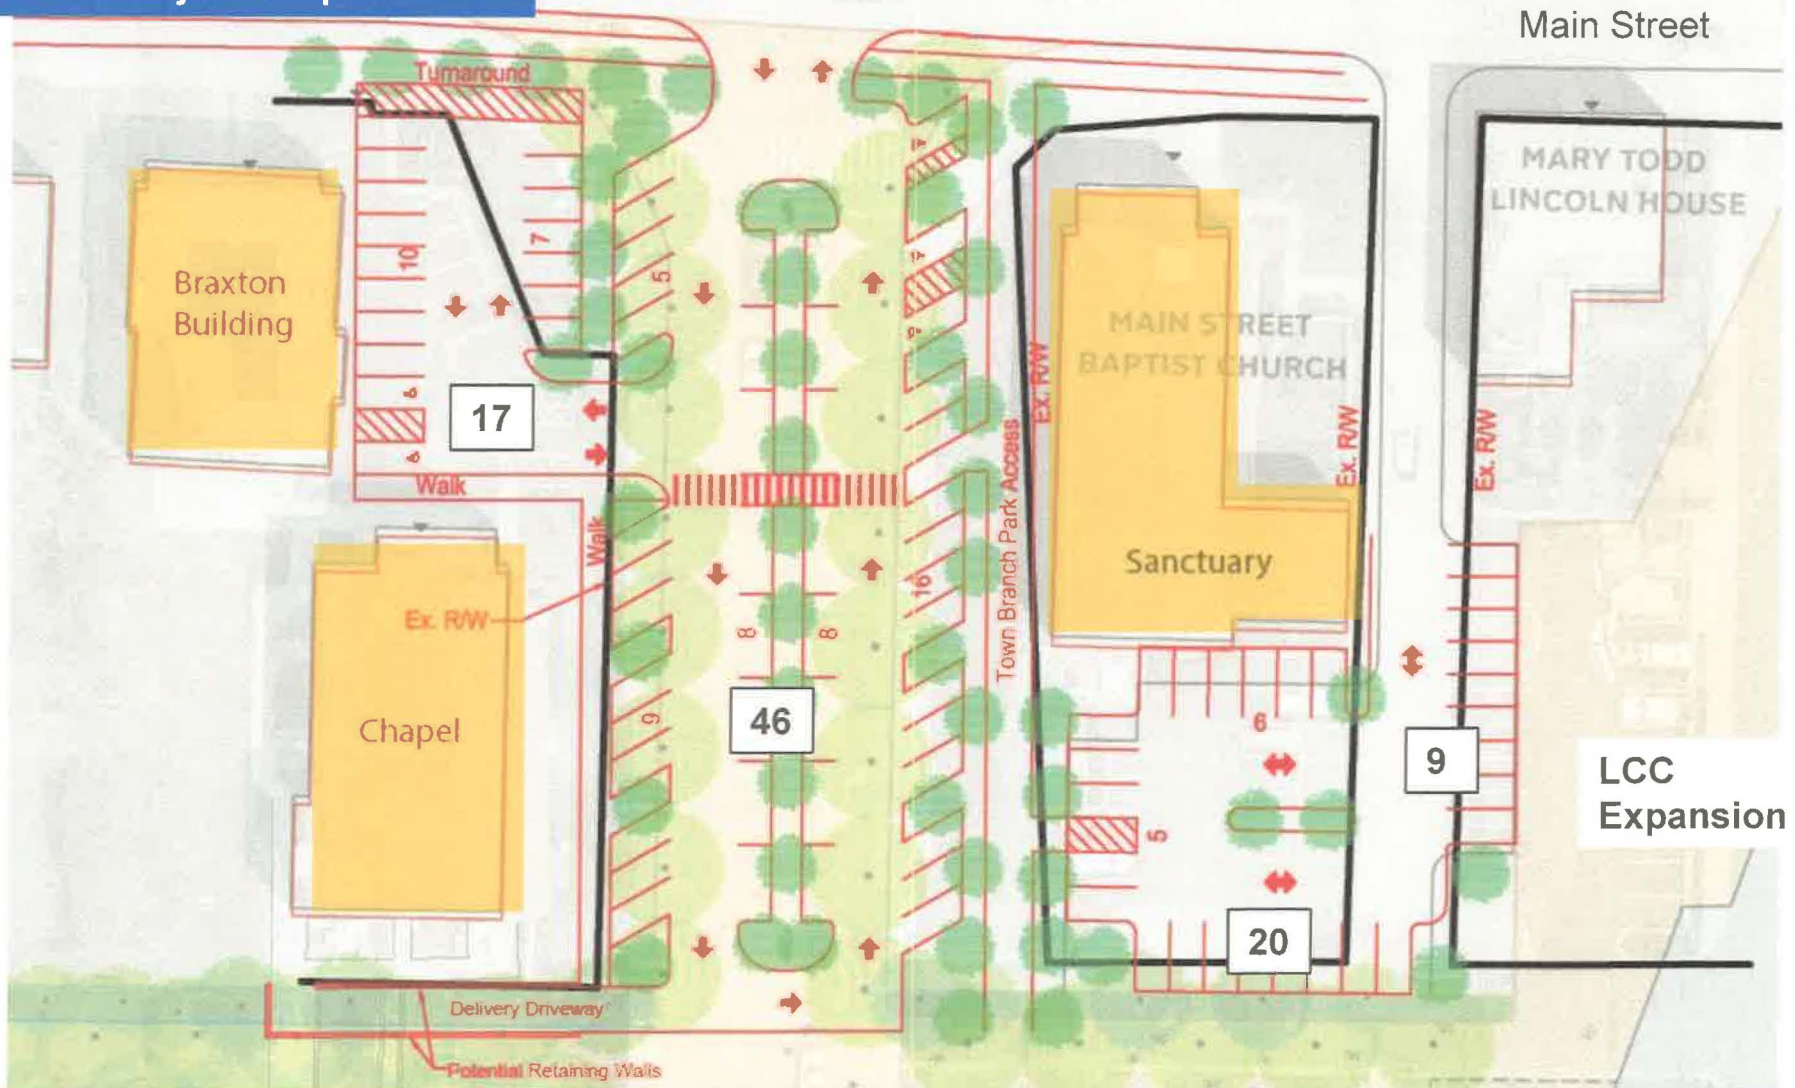 Main Street
Turnaround
MARY TODD
LINCOLN HOUSE
Braxton
Building
10
7
5
MAIN STREET
BAPTIST CHURCH
Ex. R/W
Ex. R/W
Ex. R/W
17
Walk
Walk
Town Branch Park Access
Sanctuary
Ex. R/W
16
8
8
Chapel
9
46
6
9
LCC
Expansion
5
20
Delivery Driveway
Potential Retaining Walls